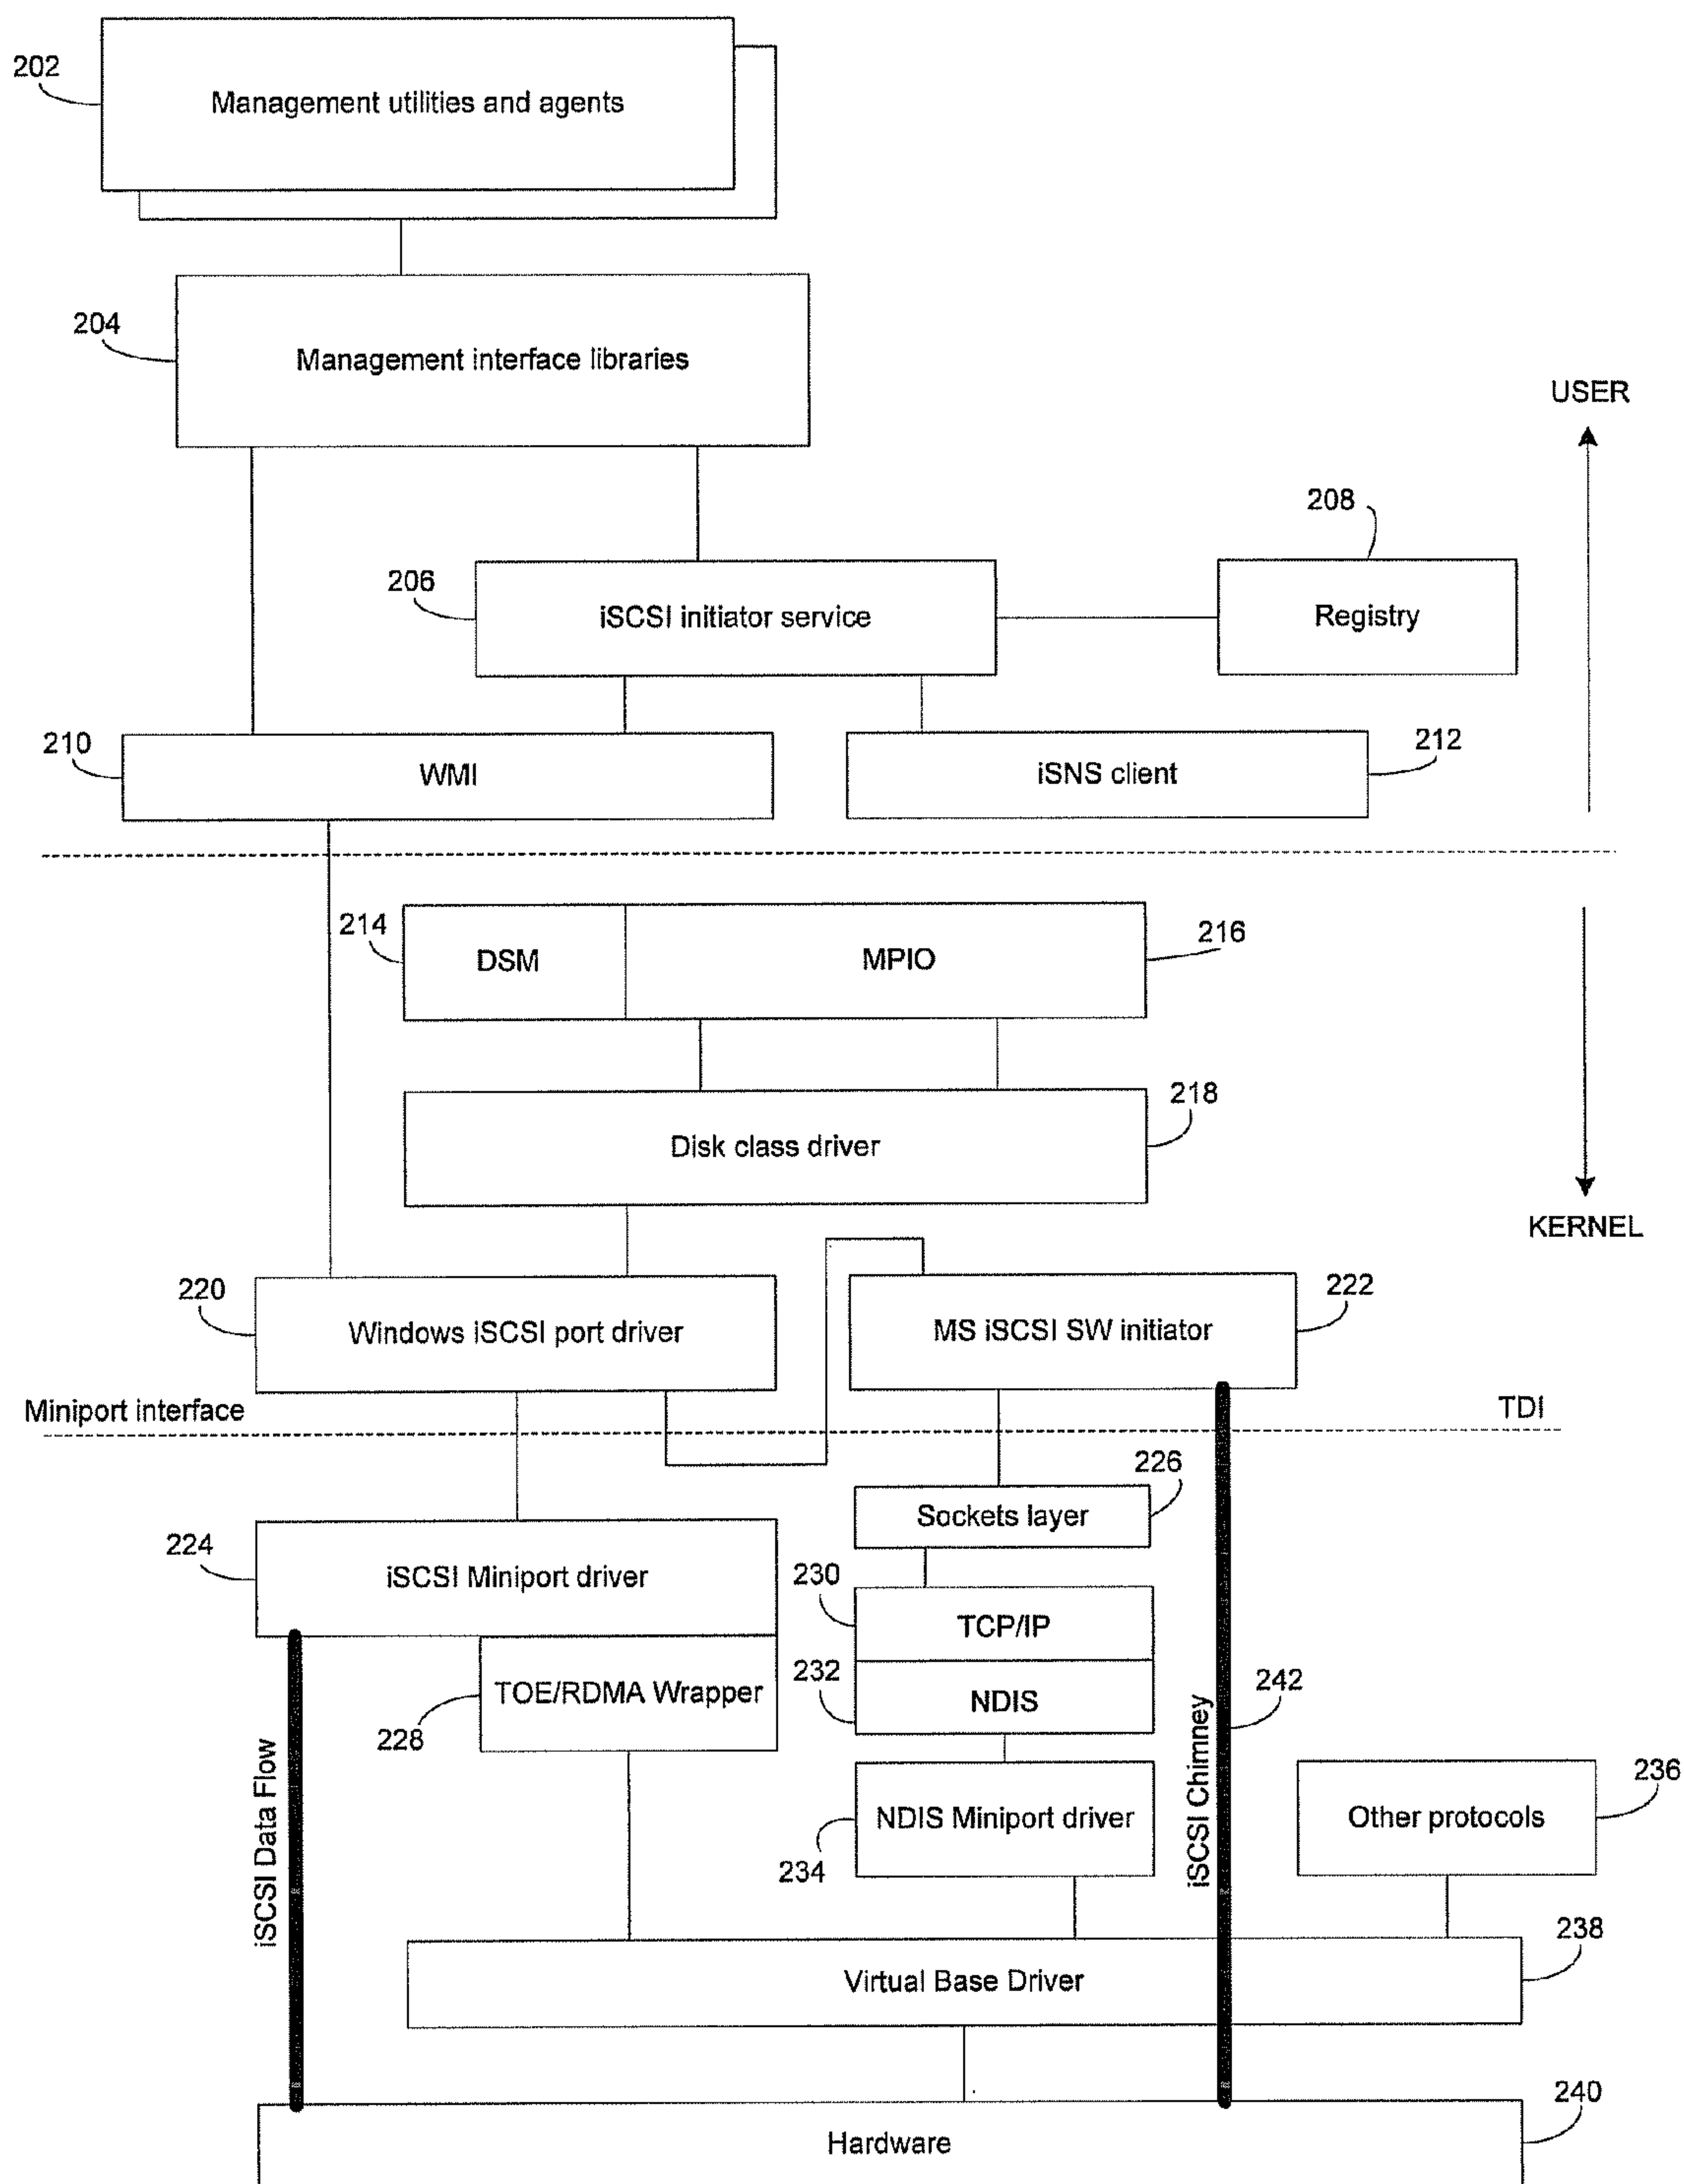 202
Management utilities and agents
204
Management interface libraries
USER
208
206
iSCSI initiator service
Registry
210
WMI
iSNS client
212
214
DSM
MPIO
216
218
Disk class driver
KERNEL
220
Windows iSCSI port driver
MS iSCSI SW initiator
222
Miniport interface
TDI
226
Sockets layer
224
iSCSI Miniport driver
230
TCP/IP
232
NDIS
TOE/RDMA Wrapper
228
242
iSCSI Data Flow
iSCSI Chimney
NDIS Miniport driver
234
Other protocols
236
238
Virtual Base Driver
240
Hardware